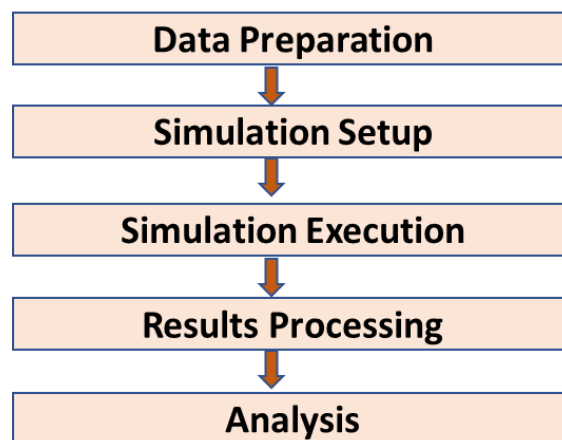 Data Preparation
Simulation Setup
Simulation Execution
Results Processing
Analysis